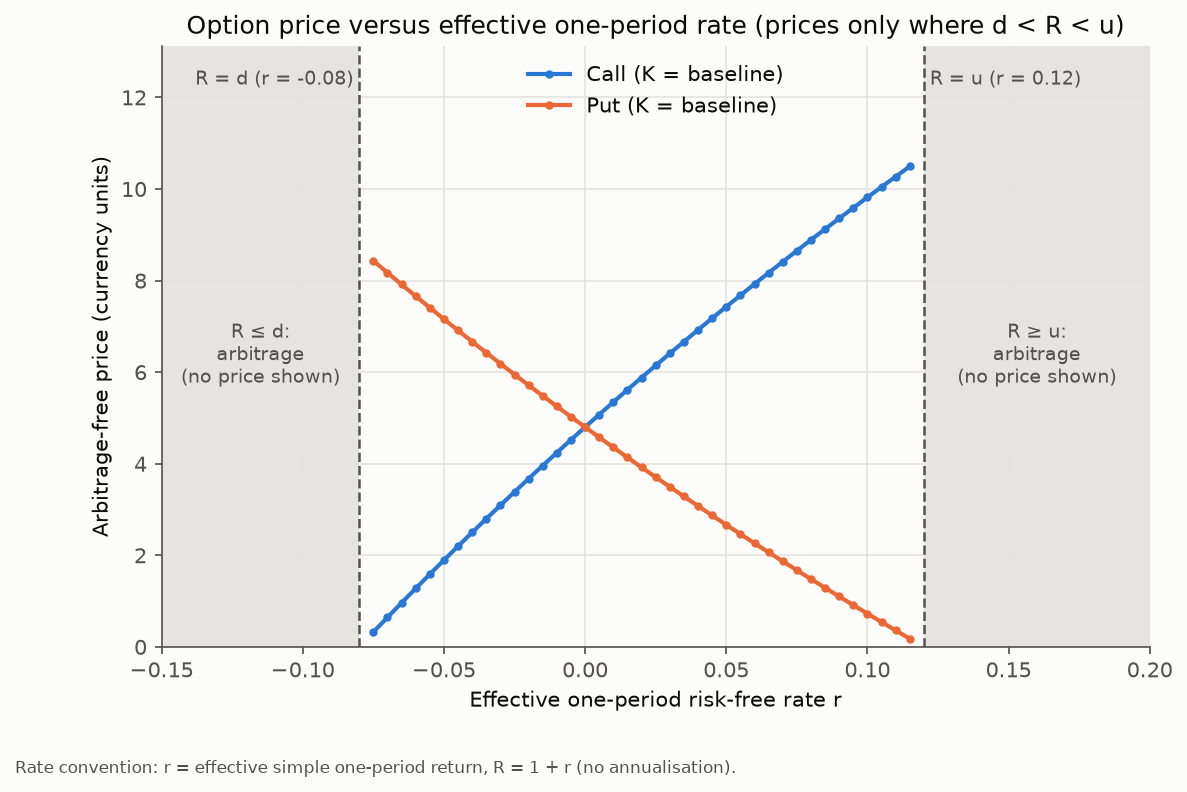 Option price versus effective one-period rate (prices only where d < R < u)
R = d (r = -0.08)
Call (K = baseline)
Put (K = baseline)
R = u (r = 0.12)
R ≤ d:
arbitrage
(no price shown)
R ≥ u:
arbitrage
(no price shown)
Arbitrage-free price (currency units)
12
10
8
6
4
2
0
−0.15
−0.10
−0.05
0.00
0.05
0.10
0.15
0.20
Effective one-period risk-free rate r
Rate convention: r = effective simple one-period return, R = 1 + r (no annualisation).